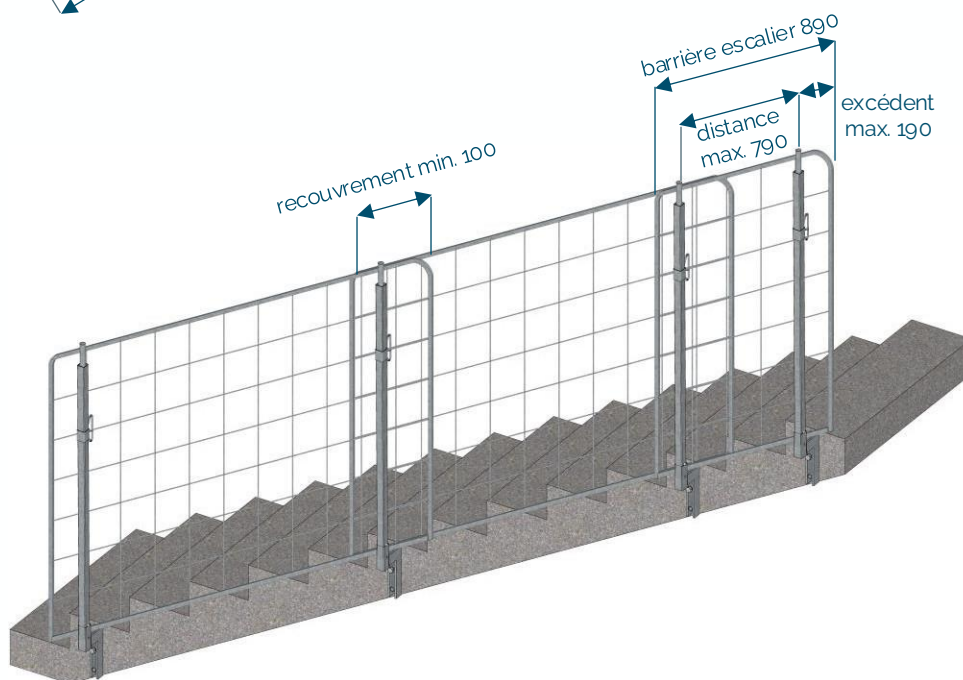 barrière escalier 890
distance
max. 790
excédent
max. 190
recouvrement min. 100